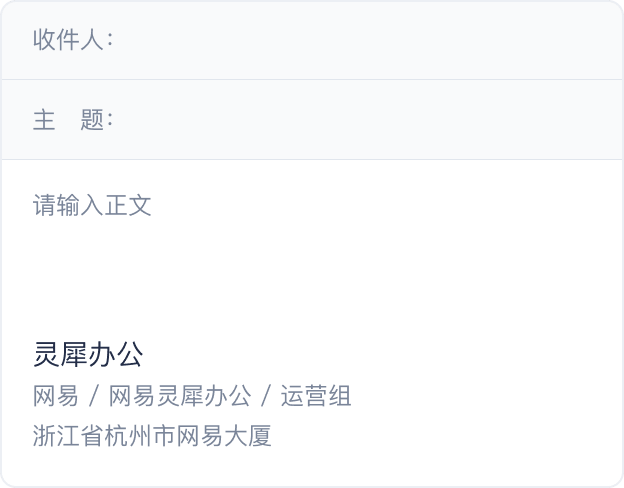 收件人：
主　题：
请输入正文
灵犀办公
网易 / 网易灵犀办公 / 运营组
浙江省杭州市网易大厦